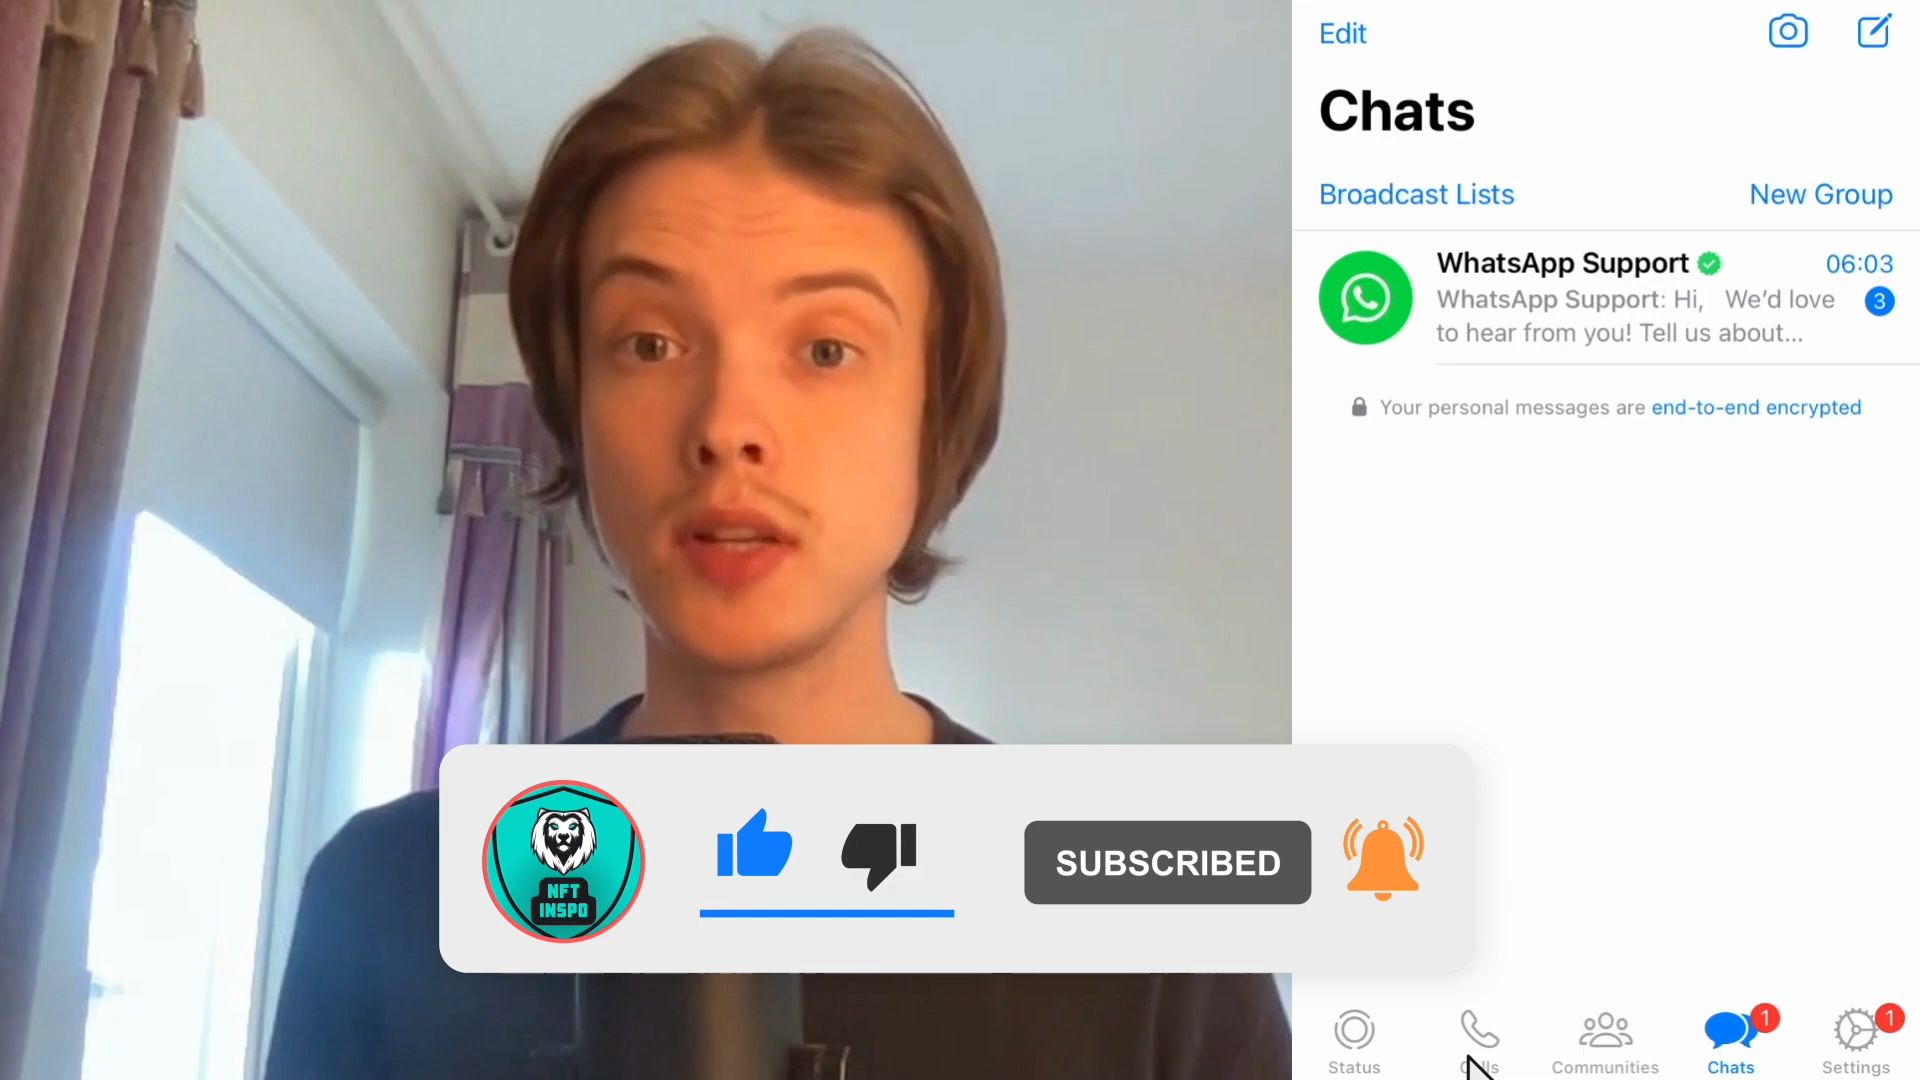 Edit
Chats
Broadcast Lists
New Group
WhatsApp Support
06:03
WhatsApp Support: Hi, We'd love
3
to hear from you! Tell us about...
Your personal messages are end-to-end encrypted
NFT
INSPO
SUBSCRIBED
1
1
Status
Calls
Communities
Chats
Settings